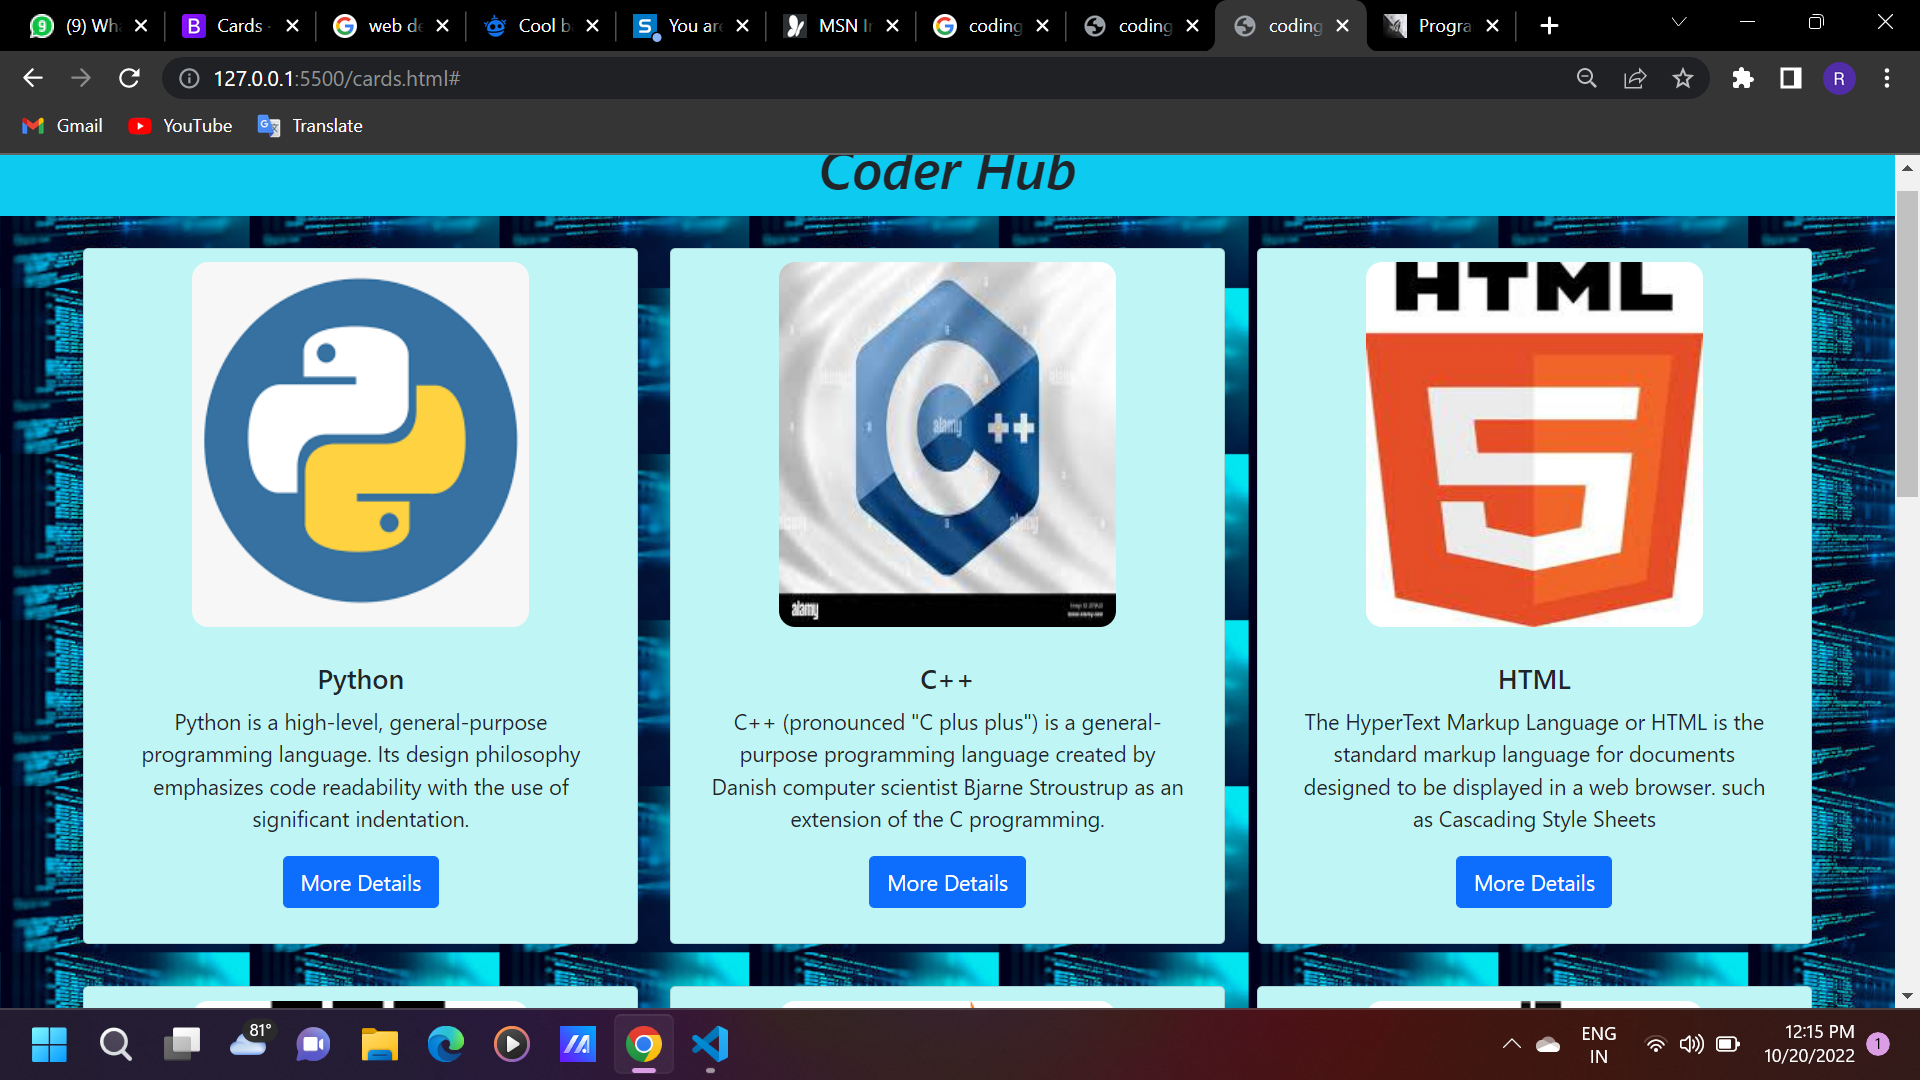 (9) Wh
Cards -
web de
Cool b
You are
MSN I
coding
coding
coding
Progra
127.0.0.1:5500/cards.html#
R
Gmail
YouTube
Translate
Coder Hub
HTML
C ++
alamy
alamy
Python
Python is a high-level, general-purpose
programming language. Its design philosophy
emphasizes code readability with the use of
significant indentation.
More Details
C++
C++ (pronounced "C plus plus") is a general-
purpose programming language created by
Danish computer scientist Bjarne Stroustrup as an
extension of the C programming.
More Details
HTML
The HyperText Markup Language or HTML is the
standard markup language for documents
designed to be displayed in a web browser. such
as Cascading Style Sheets
More Details
81°
ENG
IN
12:15 PM
10/20/2022
1